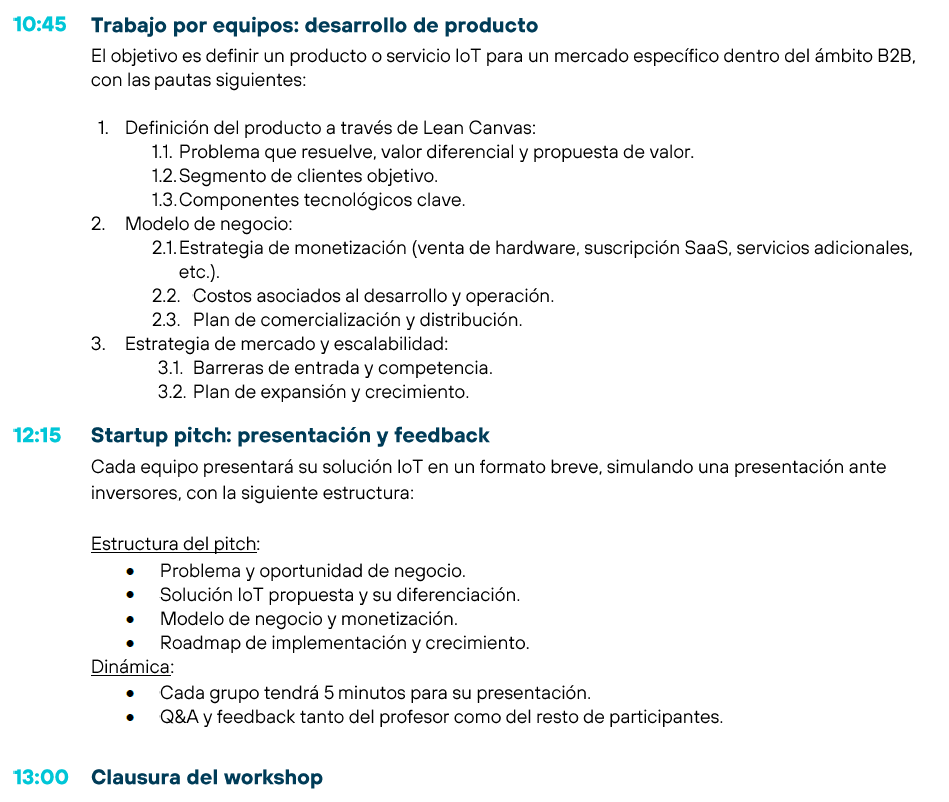 10:45 Trabajo por equipos: desarrollo de producto
El objetivo es definir un producto o servicio IoT para un mercado específico dentro del ámbito B2B,
con las pautas siguientes:
1. Definición del producto a través de Lean Canvas:
1.1. Problema que resuelve, valor diferencial y propuesta de valor.
1.2. Segmento de clientes objetivo.
1.3. Componentes tecnológicos clave.
2. Modelo de negocio:
2.1. Estrategia de monetización (venta de hardware, suscripción SaaS, servicios adicionales,
etc.).
2.2. Costos asociados al desarrollo y operación.
2.3. Plan de comercialización y distribución.
3. Estrategia de mercado y escalabilidad:
3.1. Barreras de entrada y competencia.
3.2. Plan de expansión y crecimiento.
12:15 Startup pitch: presentación y feedback
Cada equipo presentará su solución IoT en un formato breve, simulando una presentación ante
inversores, con la siguiente estructura:
Estructura del pitch:
• Problema y oportunidad de negocio.
• Solución IoT propuesta y su diferenciación.
• Modelo de negocio y monetización.
• Roadmap de implementación y crecimiento.
Dinámica:
• Cada grupo tendrá 5 minutos para su presentación.
• Q&A y feedback tanto del profesor como del resto de participantes.
13:00 Clausura del workshop